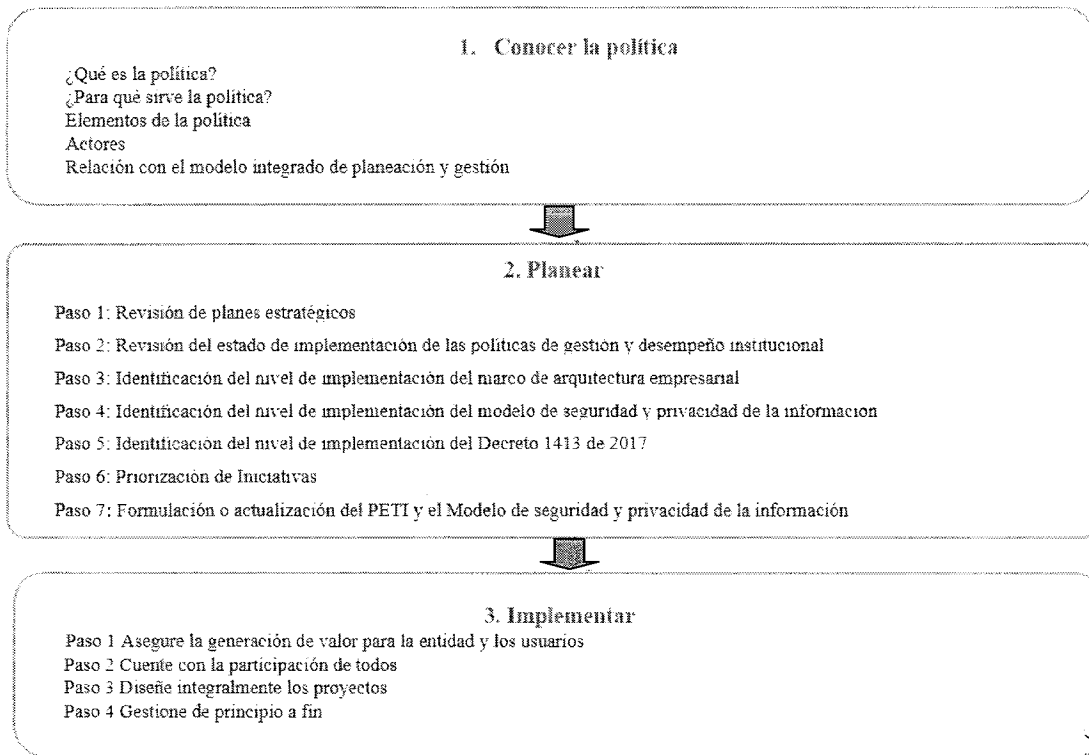 1. Conocer la política
¿Qué es la política?
¿Para qué sirve la política?
Elementos de la política
Actores
Relación con el modelo integrado de planeación y gestión
2. Planear
Paso 1: Revisión de planes estratégicos
Paso 2: Revisión del estado de implementación de las políticas de gestión y desempeño institucional
Paso 3: Identificación del nivel de implementación del marco de arquitectura empresarial
Paso 4: Identificación del nivel de implementación del modelo de seguridad y privacidad de la información
Paso 5: Identificación del nivel de implementación del Decreto 1413 de 2017
Paso 6: Priorización de Iniciativas
Paso 7: Formulación o actualización del PETI y el Modelo de seguridad y privacidad de la información
3. Implementar
Paso 1 Asegure la generación de valor para la entidad y los usuarios
Paso 2 Cuente con la participación de todos
Paso 3 Diseñe integralmente los proyectos
Paso 4 Gestione de principio a fin